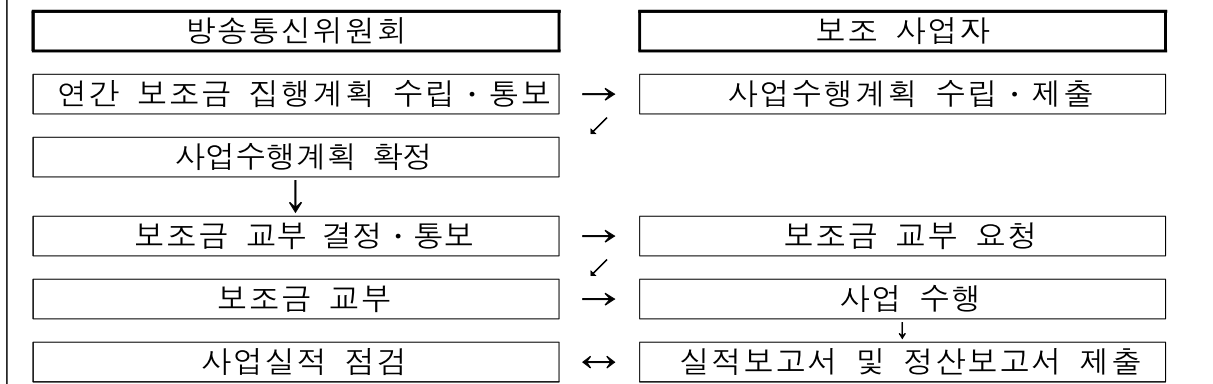 방송통신위원회
보조 사업자
연간 보조금 집행계획 수립・통보 → 사업수행계획 수립・제출
↙
사업수행계획 확정
↓
보조금 교부 결정・통보 → 보조금 교부 요청
↙
보조금 교부 → 사업 수행
↓
사업실적 점검 ↔ 실적보고서 및 정산보고서 제출